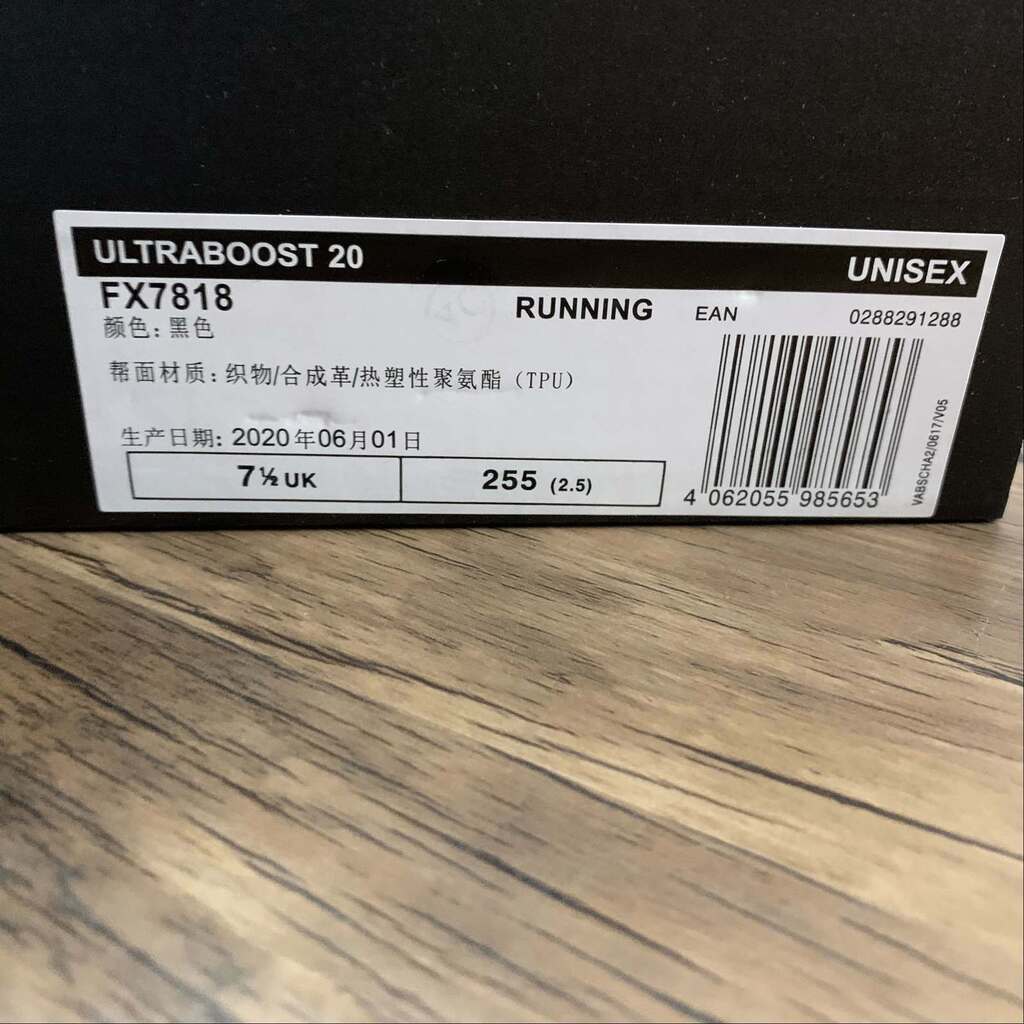 ULTRABOOST 20
UNISEX
FX7818
RUNNING
EAN
0288291288
颜色：黑色
帮面材质：织物/合成革/热塑性聚氨酯（TPU）
生产日期：2020年06月01日
7½ UK
255 (2.5)
4 062055 985653
VABSCHA2/0617/V05